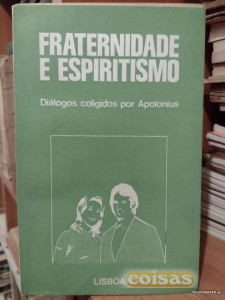 FRATERNIDADE
E ESPIRITISMO
Diálogos coligidos por Apolonius
LISBOA
coisas